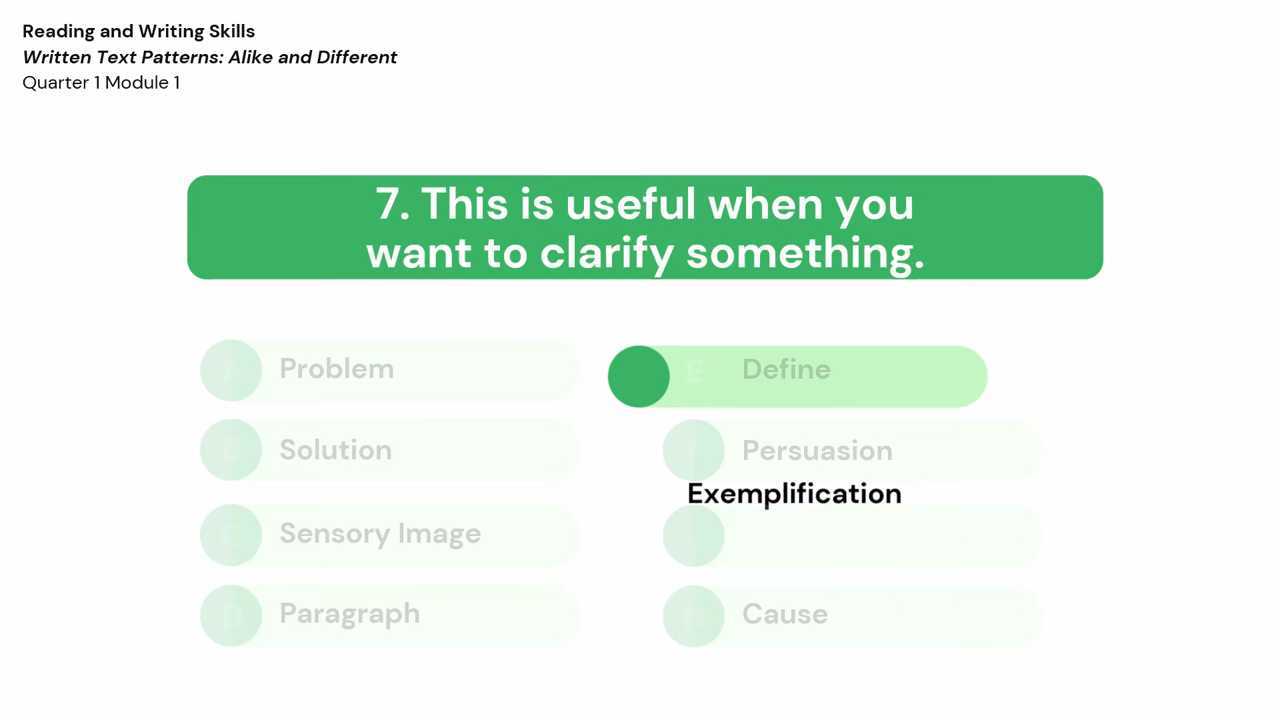 Reading and Writing Skills
Written Text Patterns: Alike and Different
Quarter 1 Module 1
7. This is useful when you
want to clarify something.
A Problem
Solution
Sensory Image
D Paragraph
E Define
Persuasion
Exemplification
Cause